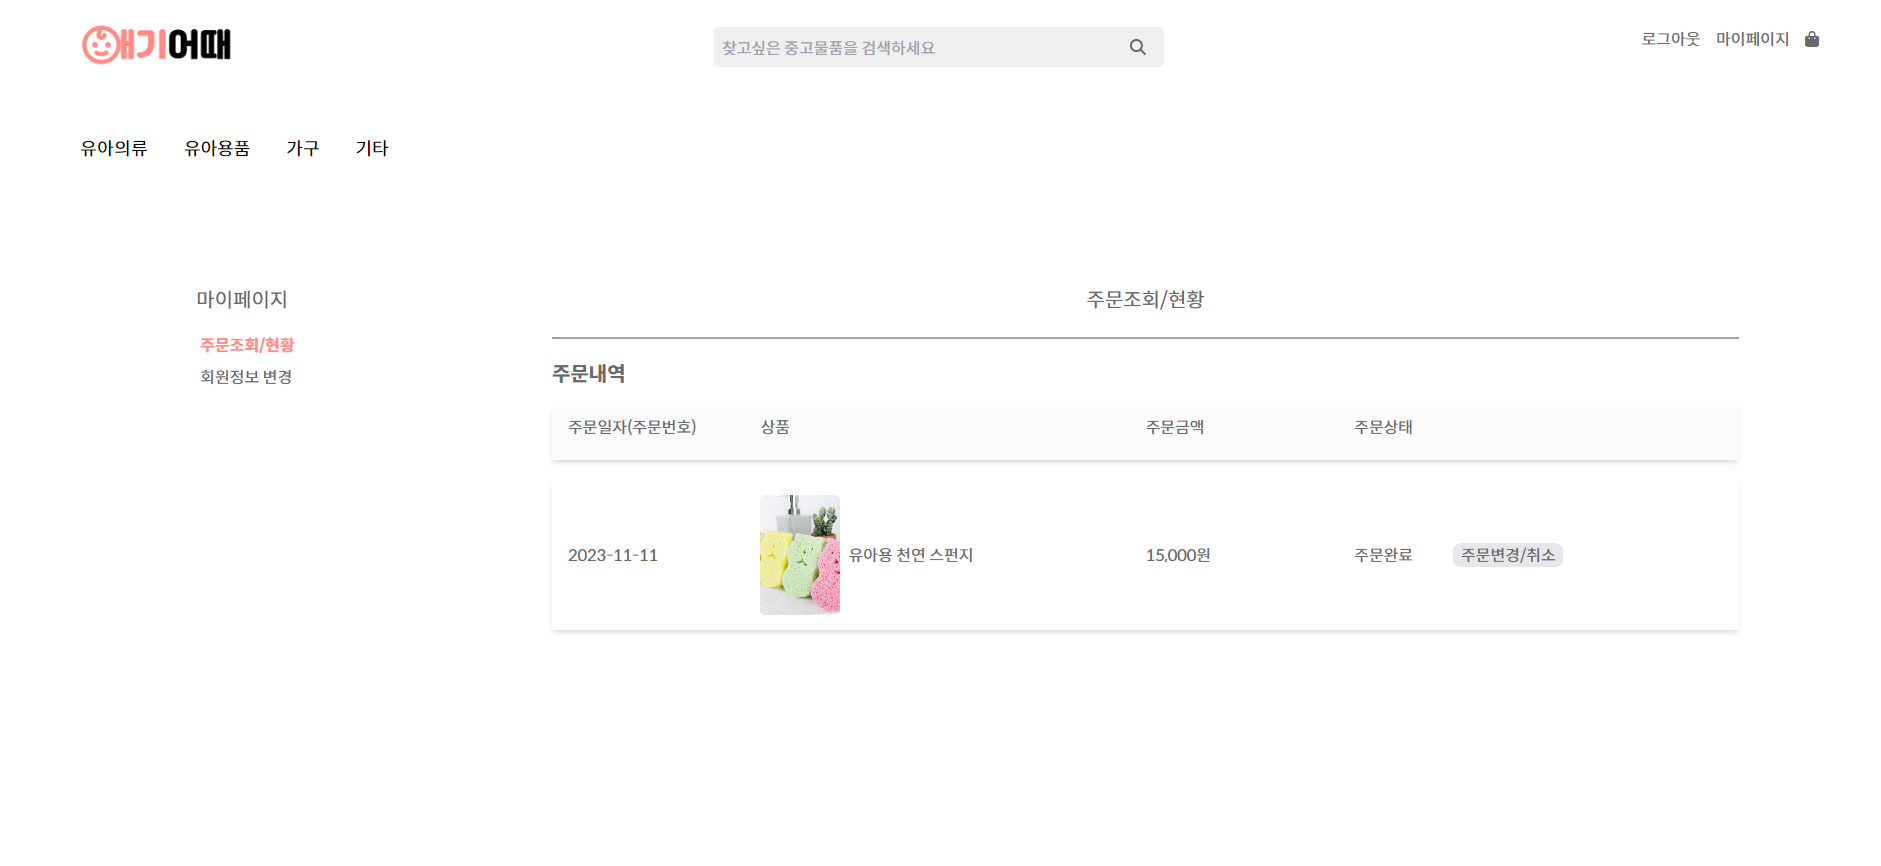 애기어때
찾고싶은 중고물품을 검색하세요
로그아웃 마이페이지
유아의류 유아용품 가구 기타
마이페이지
주문조회/현황
회원정보 변경
주문조회/현황
주문내역
주문일자(주문번호) 상품 주문금액 주문상태
2023-11-11 유아용 천연 스펀지 15,000원 주문완료 주문변경/취소